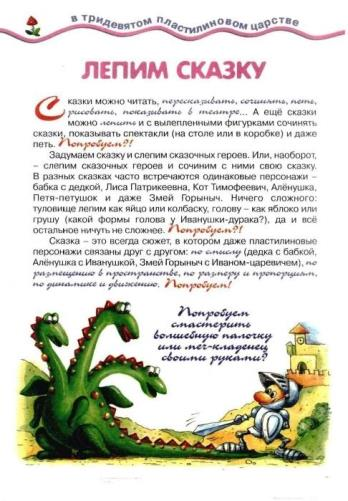 в тридевятом пластилиновом царстве
ЛЕПИМ СКАЗКУ
Сказки можно читать, пересказывать, сочинять, петь,
рисовать, показывать в театре... А ещё сказки
можно лепить и с вылепленными фигурками сочинять
сказки, показывать спектакли (на столе или в коробке) и даже
петь. Попробуем?!
Задумаем сказку и слепим сказочных героев. Или, наоборот,
– слепим сказочных героев и сочиним с ними свою сказку.
В разных сказках часто встречаются одинаковые персонажи –
бабка с дедкой, Лиса Патрикеевна, Кот Тимофеевич, Алёнушка,
Петя-петушок и даже Змей Горыныч. Ничего сложного:
туловище лепим как яйцо или колбаску, голову – как яблоко или
грушу (какой формы голова у Иванушки-дурака?), да и всё
остальное ничуть не сложнее. Попробуем?!
Сказка – это всегда сюжет, в котором даже пластилиновые
персонажи связаны друг с другом: по смыслу (дедка с бабкой,
Алёнушка с Иванушкой, Змей Горыныч с Иваном-царевичем), по
размещению в пространстве, по размеру и пропорциям,
по динамике и движению. Попробуем!
Попробуем
смастерить
волшебную палочку
или меч-кладенец
своими руками?